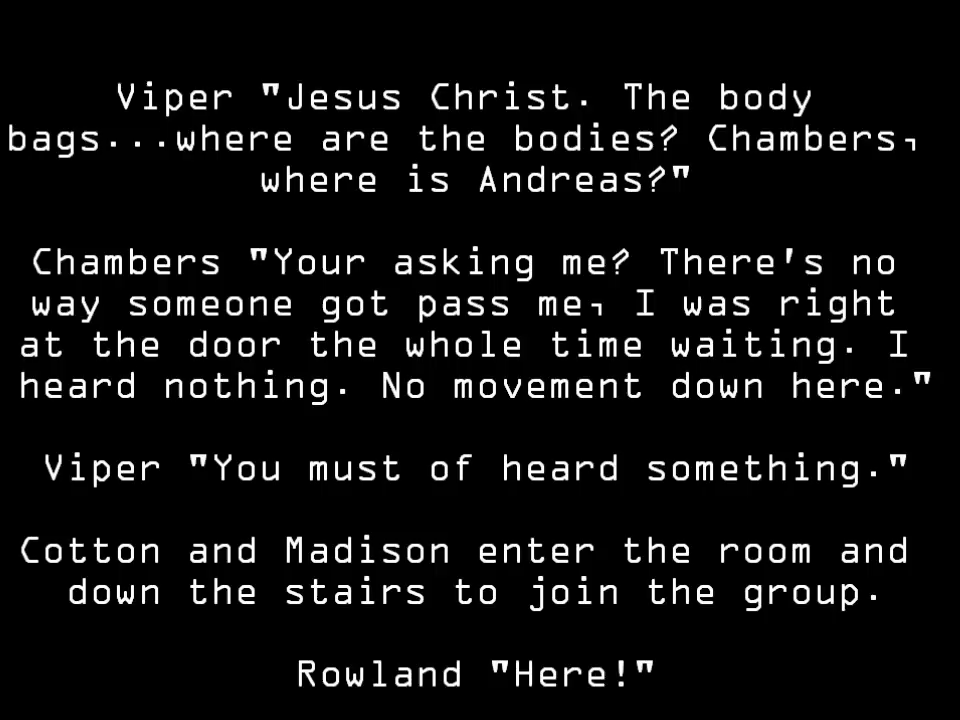 Viper "Jesus Christ. The body
bags...where are the bodies? Chambers,
where is Andreas?"
Chambers "Your asking me? There's no
way someone got pass me, I was right
at the door the whole time waiting. I
heard nothing. No movement down here."
Viper "You must of heard something."
Cotton and Madison enter the room and
down the stairs to join the group.
Rowland "Here!"